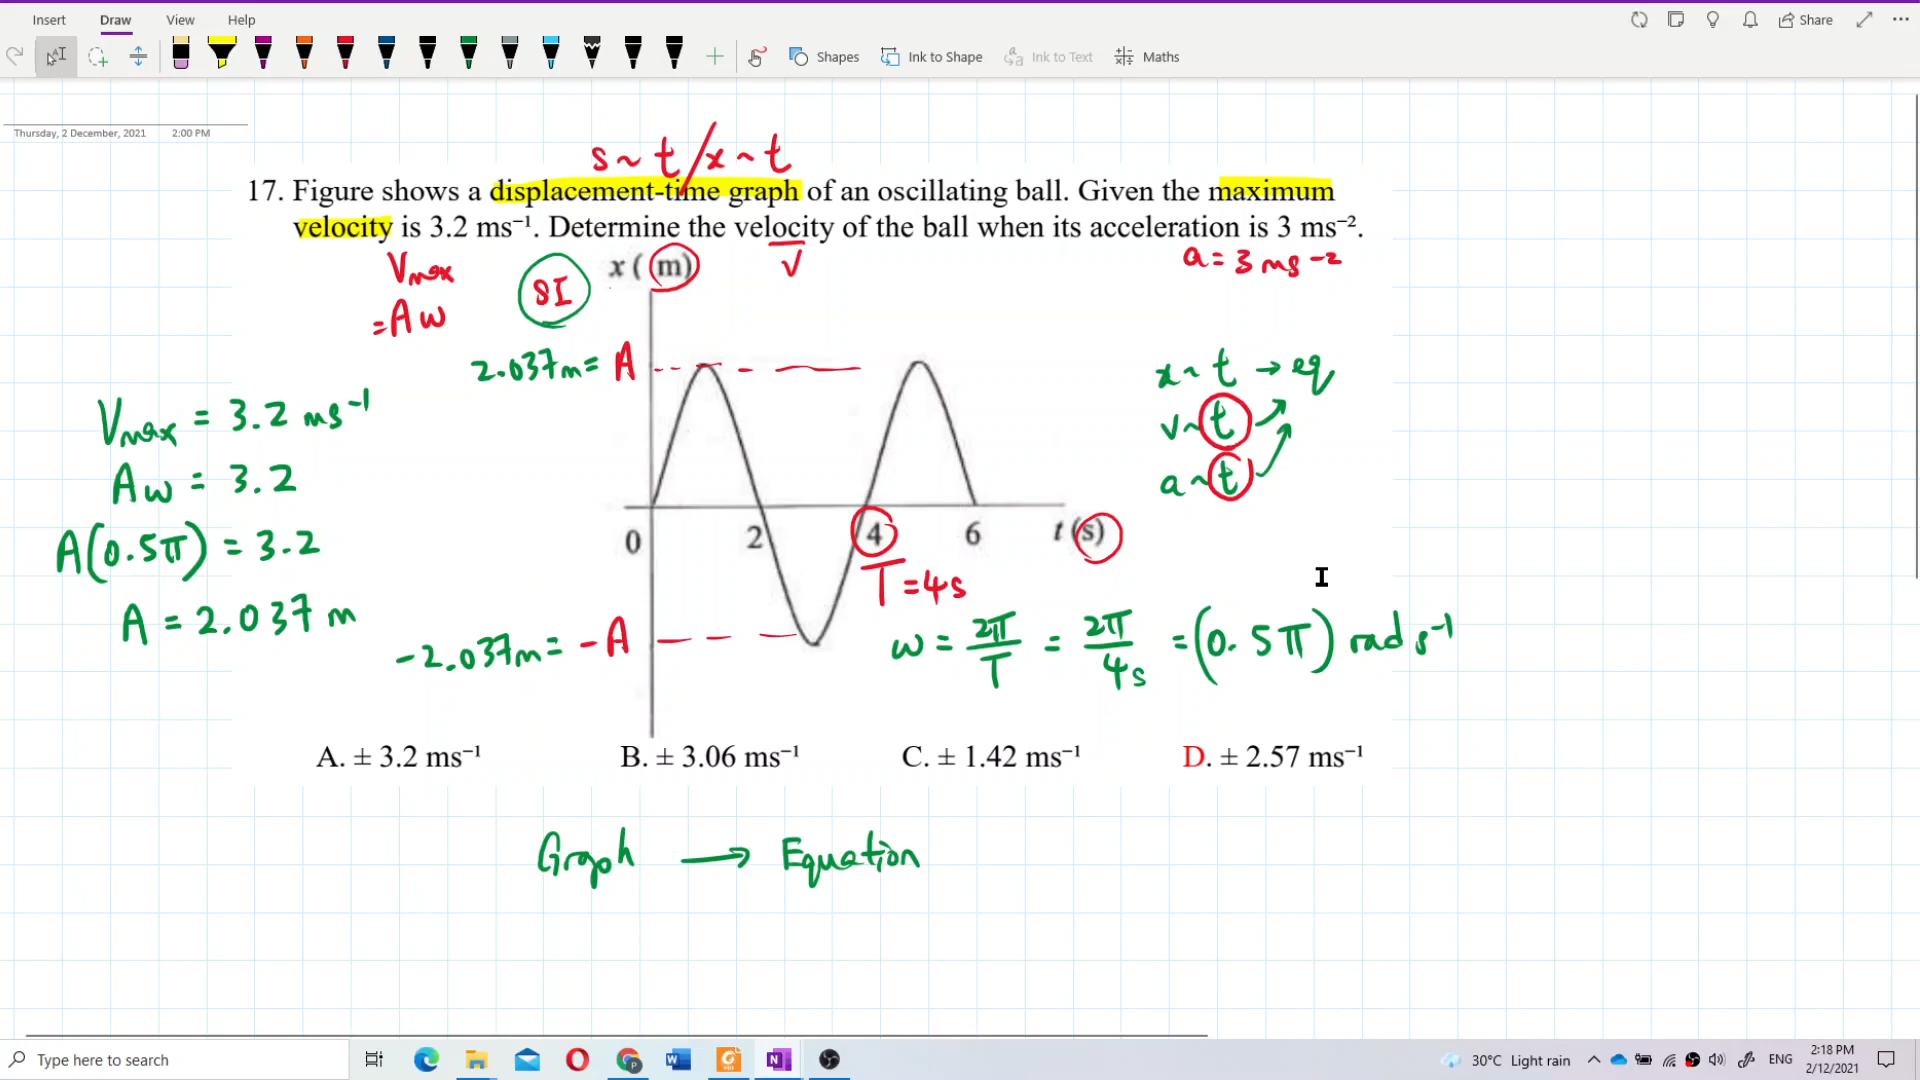 Insert Draw View Help
Share
Shapes Ink to Shape Ink to Text Maths
Thursday, 2 December, 2021 2:00 PM
s ~ t / x ~ t
17. Figure shows a displacement-time graph of an oscillating ball. Given the maximum
velocity is 3.2 ms⁻¹. Determine the velocity of the ball when its acceleration is 3 ms⁻².
Vmax
= Aω
SI
x (m)
V
a = 3 ms⁻²
2.037m = A
x ~ t → eq
v ~ t
a ~ t
Vmax = 3.2 ms⁻¹
Aω = 3.2
A(0.5π) = 3.2
A = 2.037 m
0 2 4 6 t (s)
T = 4s
-2.037m = -A
ω = 2π/T = 2π/4s = (0.5π) rad s⁻¹
A. ± 3.2 ms⁻¹ B. ± 3.06 ms⁻¹ C. ± 1.42 ms⁻¹ D. ± 2.57 ms⁻¹
Graph → Equation
Type here to search
30°C Light rain
ENG
2:18 PM
2/12/2021